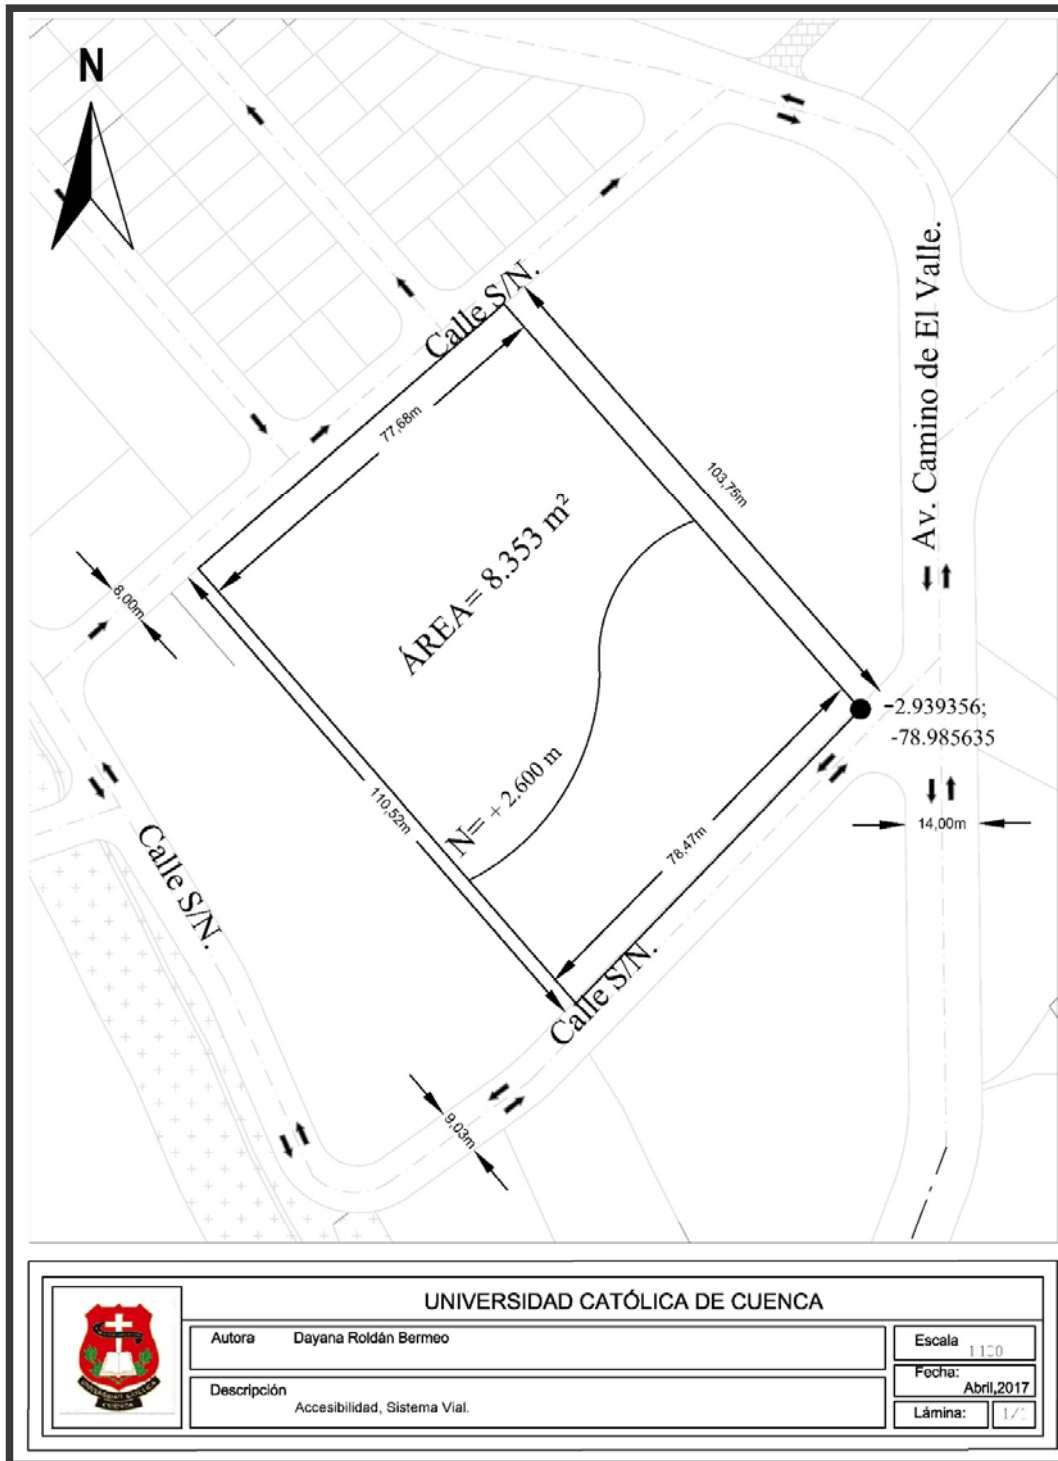 N
Calle S/N.
Av. Camino de El Valle.
77,68m
103,75m
ÁREA= 8.353 m²
8,00m
-2.939356;
-78.985635
N= + 2.600 m
110,52m
78,47m
14,00m
Calle S/N.
Calle S/N.
9,03m
UNIVERSIDAD CATÓLICA DE CUENCA
Autora Dayana Roldán Bermeo
Escala
Fecha:
Abril,2017
Descripción
Accesibilidad, Sistema Vial.
Lámina: